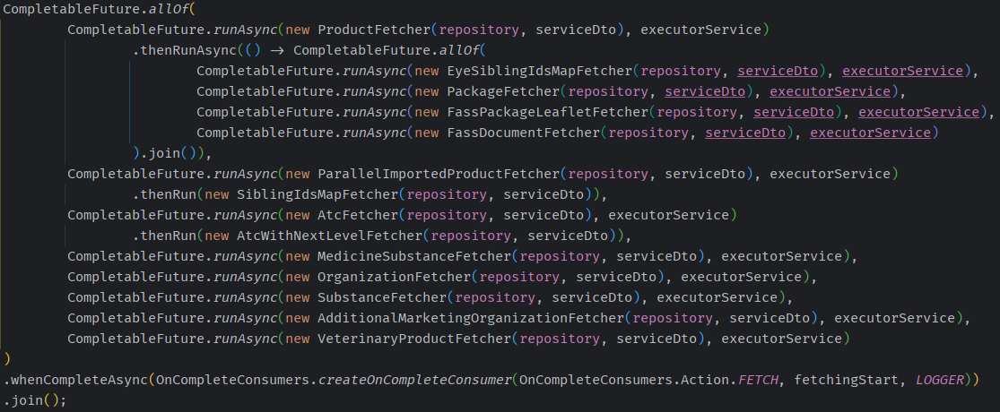 CompletableFuture.allOf(
        CompletableFuture.runAsync(new ProductFetcher(repository, serviceDto), executorService)
                .thenRunAsync(() → CompletableFuture.allOf(
                        CompletableFuture.runAsync(new EyeSiblingIdsMapFetcher(repository, serviceDto), executorService),
                        CompletableFuture.runAsync(new PackageFetcher(repository, serviceDto), executorService),
                        CompletableFuture.runAsync(new FassPackageLeafletFetcher(repository, serviceDto), executorService),
                        CompletableFuture.runAsync(new FassDocumentFetcher(repository, serviceDto), executorService)
                ).join()),
        CompletableFuture.runAsync(new ParallelImportedProductFetcher(repository, serviceDto), executorService)
                .thenRun(new SiblingIdsMapFetcher(repository, serviceDto)),
        CompletableFuture.runAsync(new AtcFetcher(repository, serviceDto), executorService)
                .thenRun(new AtcWithNextLevelFetcher(repository, serviceDto)),
        CompletableFuture.runAsync(new MedicineSubstanceFetcher(repository, serviceDto), executorService),
        CompletableFuture.runAsync(new OrganizationFetcher(repository, serviceDto), executorService),
        CompletableFuture.runAsync(new SubstanceFetcher(repository, serviceDto), executorService),
        CompletableFuture.runAsync(new AdditionalMarketingOrganizationFetcher(repository, serviceDto), executorService),
        CompletableFuture.runAsync(new VeterinaryProductFetcher(repository, serviceDto), executorService)
)
.whenCompleteAsync(OnCompleteConsumers.createOnCompleteConsumer(OnCompleteConsumers.Action.FETCH, fetchingStart, LOGGER))
.join();